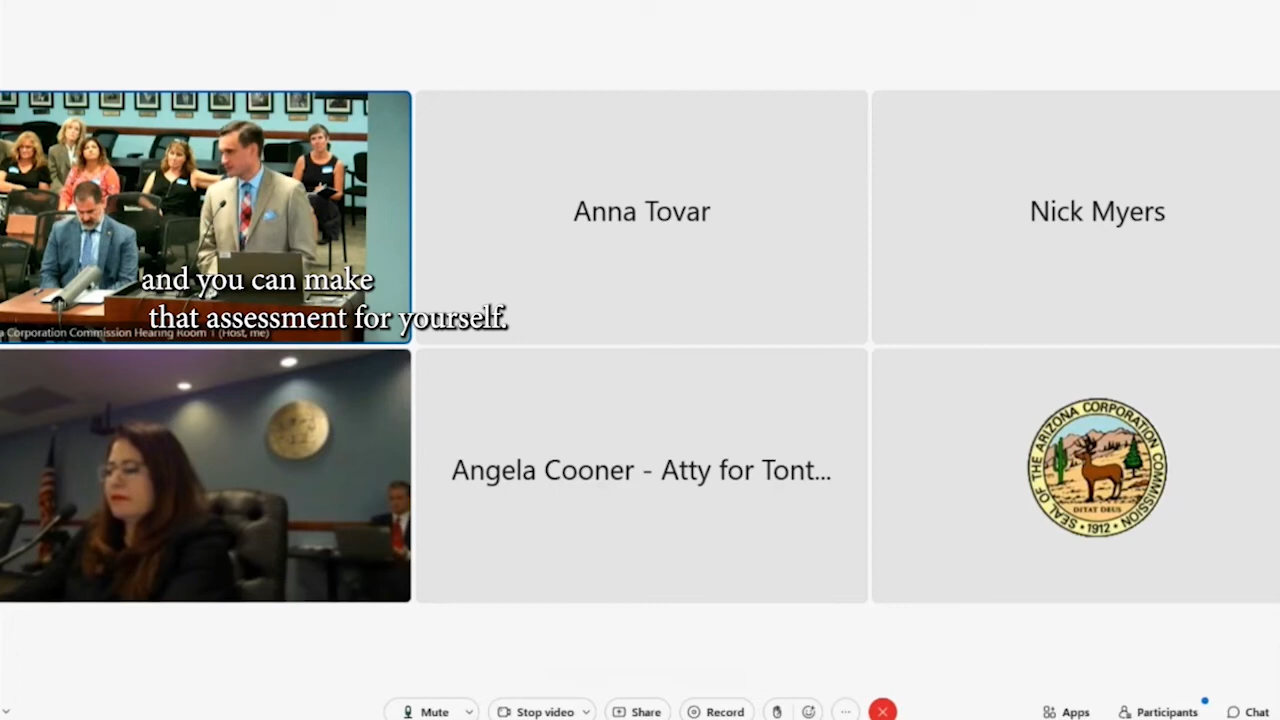 and you can make
that assessment for yourself.
a Corporation Commission Hearing Room 1 (Host, me)
Anna Tovar
Nick Myers
Angela Cooner - Atty for Tont...
SEAL OF THE ARIZONA CORPORATION COMMISSION
DITAT DEUS
• 1912 •
Mute
Stop video
Share
Record
Apps
Participants
Chat